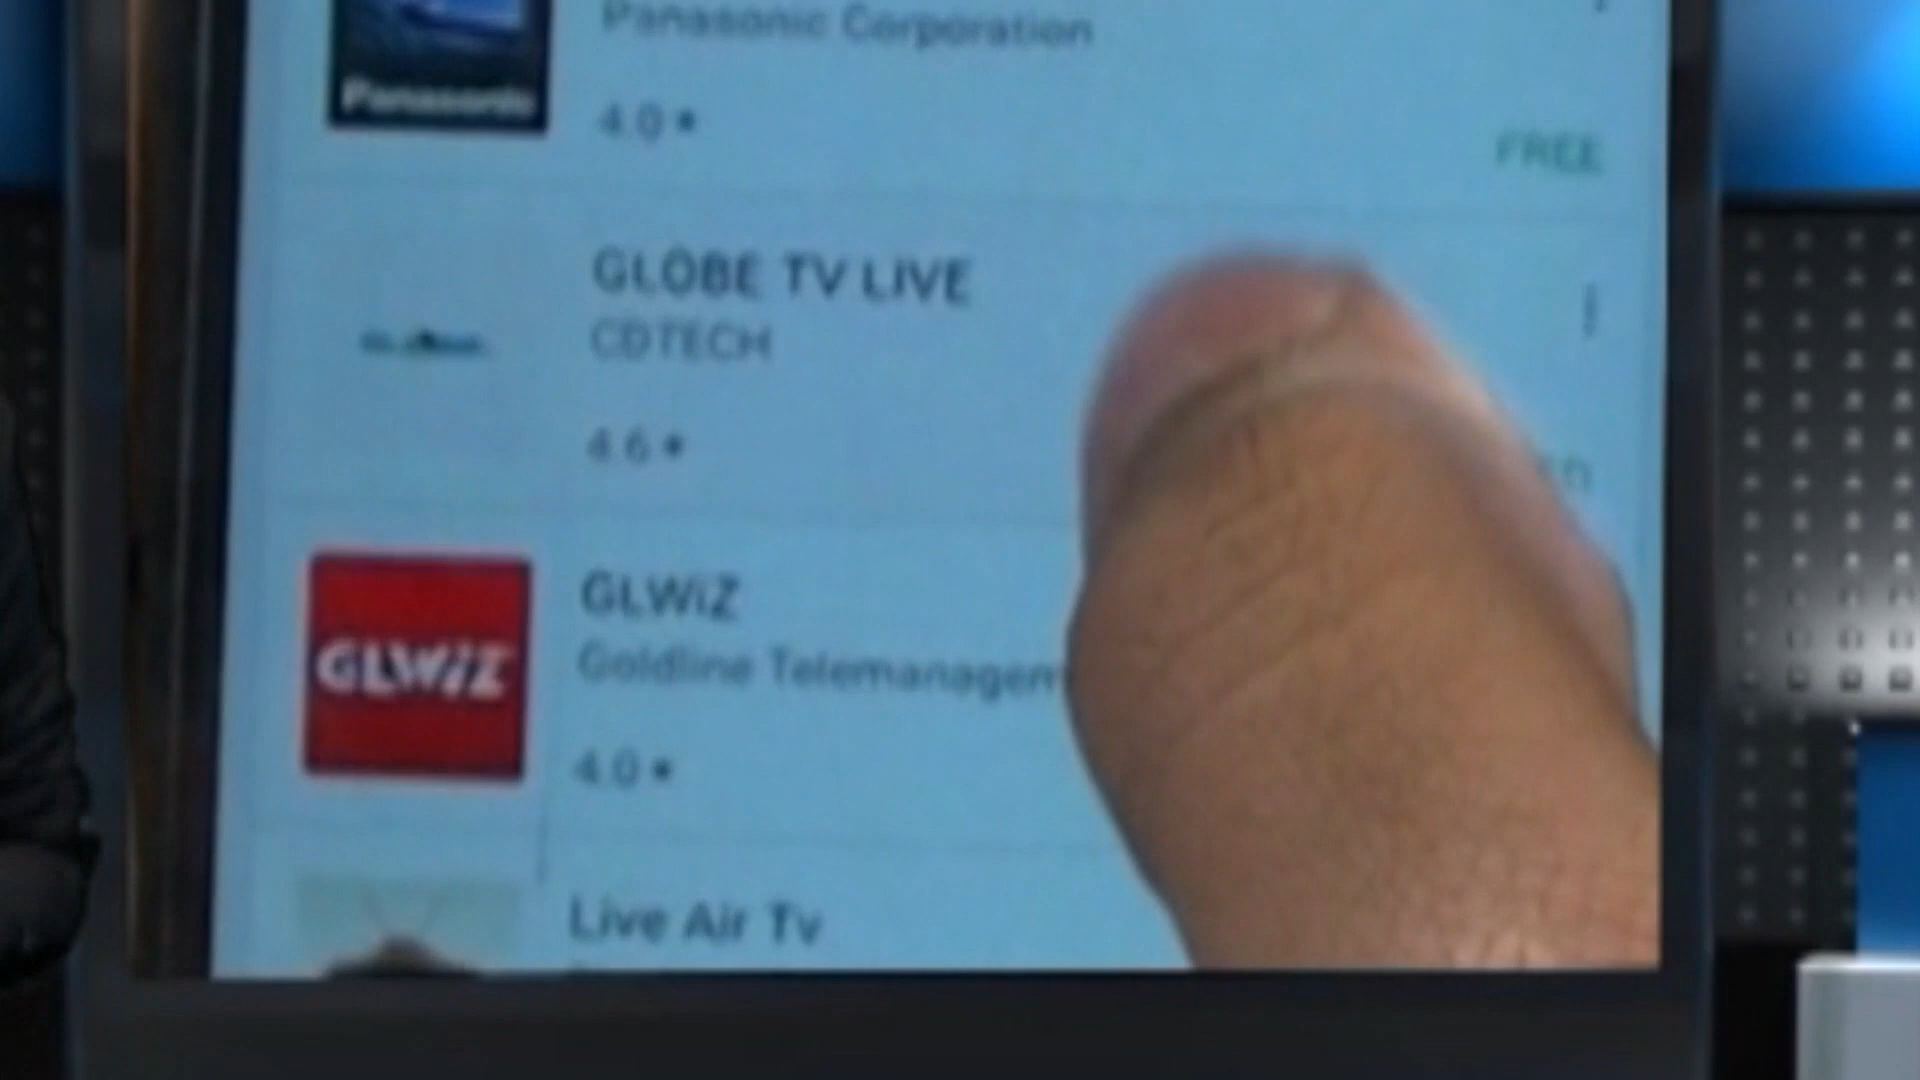 Panasonic Corporation
Panasonic
4.0 ★
FREE
GLOBE TV LIVE
CDTECH
4.6 ★
GLWiZ
GLWiZ
Goldline Telemanagem
4.0 ★
Live Air Tv